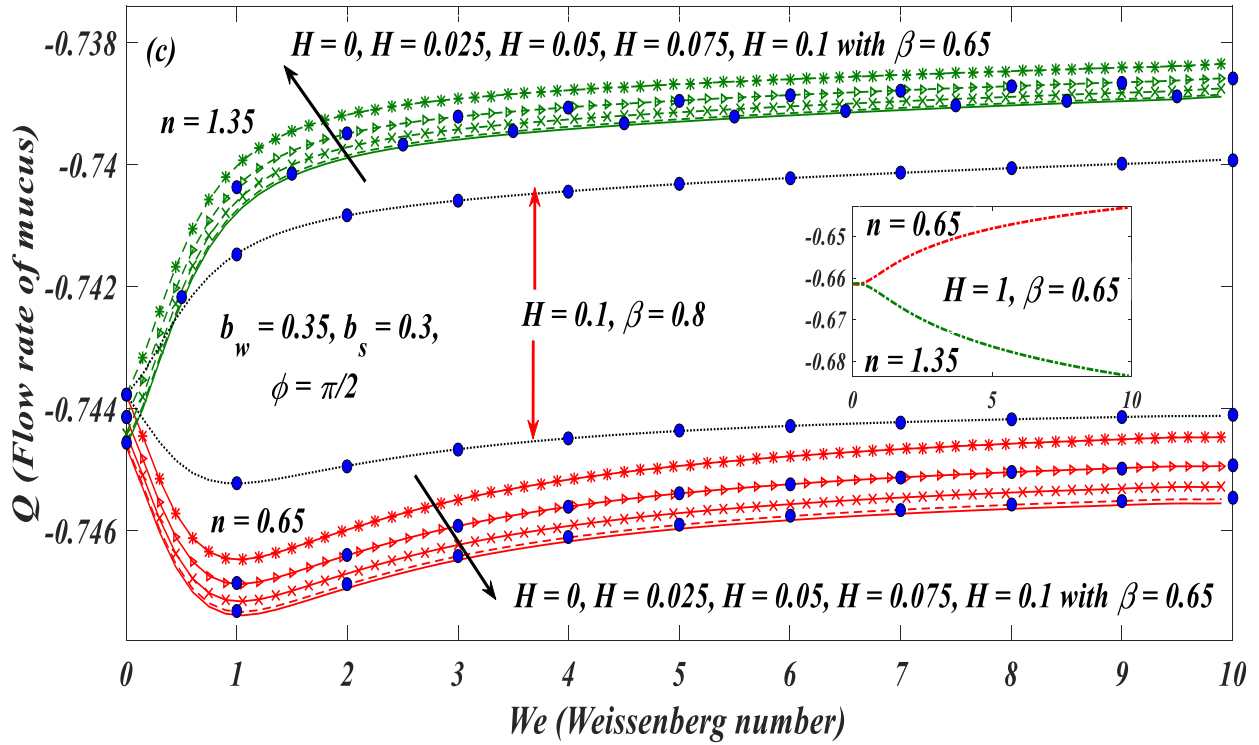 (c)
H = 0, H = 0.025, H = 0.05, H = 0.075, H = 0.1 with β = 0.65
n = 1.35
b_w = 0.35, b_s = 0.3,
ϕ = π/2
H = 0.1, β = 0.8
n = 0.65
H = 0, H = 0.025, H = 0.05, H = 0.075, H = 0.1 with β = 0.65
n = 0.65
H = 1, β = 0.65
n = 1.35
-0.65
-0.66
-0.67
-0.68
0 5 10
Q (Flow rate of mucus)
-0.738
-0.74
-0.742
-0.744
-0.746
0 1 2 3 4 5 6 7 8 9 10
We (Weissenberg number)